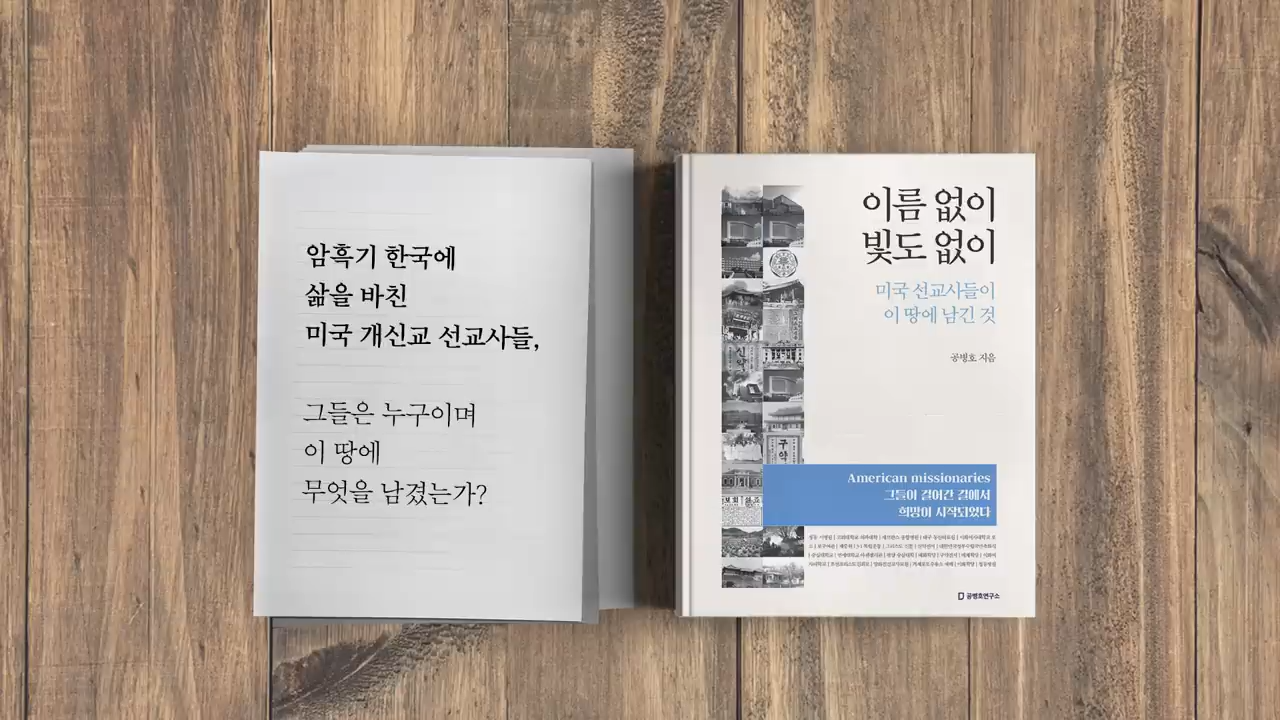 암흑기 한국에
삶을 바친
미국 개신교 선교사들,
그들은 누구이며
이 땅에
무엇을 남겼는가?
이름 없이
빛도 없이
미국 선교사들이
이 땅에 남긴 것
공병호 지음
구약
American missionaries
그들이 걸어간 길에서
희망이 시작되었다
공병호연구소